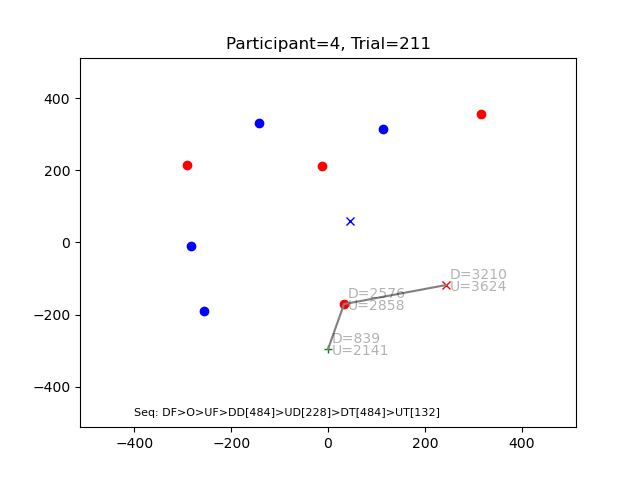 Participant=4, Trial=211
400
200
0
−200
−400
D=3210
U=3624
D=2576
U=2858
D=839
U=2141
Seq: DF>O>UF>DD[484]>UD[228]>DT[484]>UT[132]
−400 −200 0 200 400